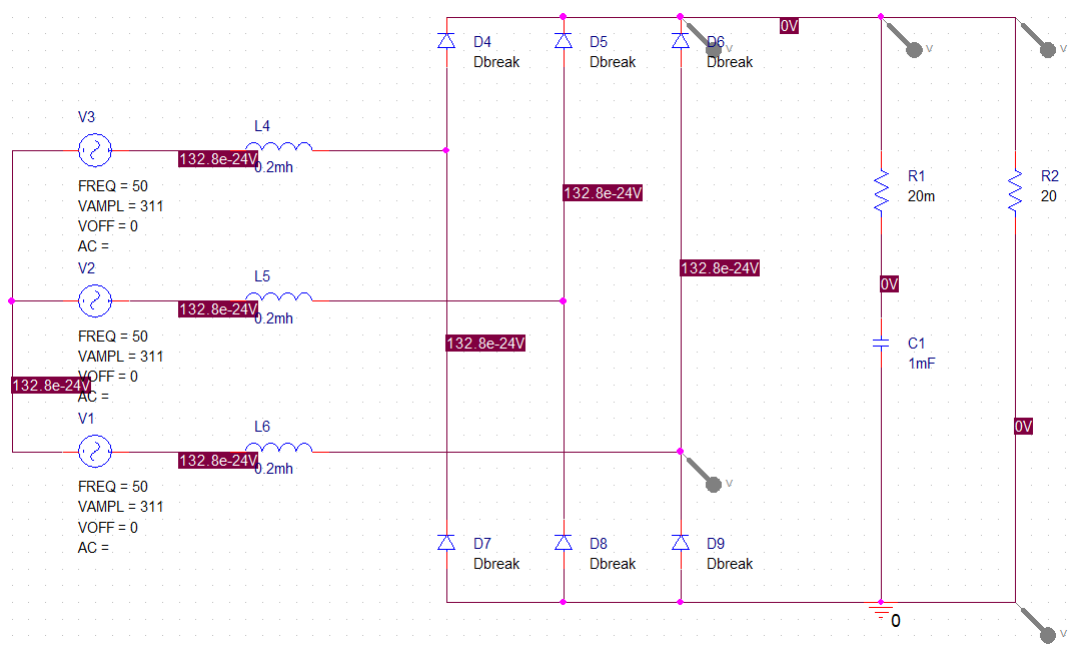 0V
D4
Dbreak
D5
Dbreak
D6
Dbreak
V
V
V
V3
L4
132.8e-24V
0.2mh
FREQ = 50
VAMPL = 311
VOFF = 0
AC =
132.8e-24V
R1
20m
R2
20
V2
L5
132.8e-24V
0.2mh
132.8e-24V
0V
FREQ = 50
VAMPL = 311
VOFF = 0
AC =
132.8e-24V
132.8e-24V
C1
1mF
V1
L6
132.8e-24V
0.2mh
0V
V
FREQ = 50
VAMPL = 311
VOFF = 0
AC =
D7
Dbreak
D8
Dbreak
D9
Dbreak
0
V